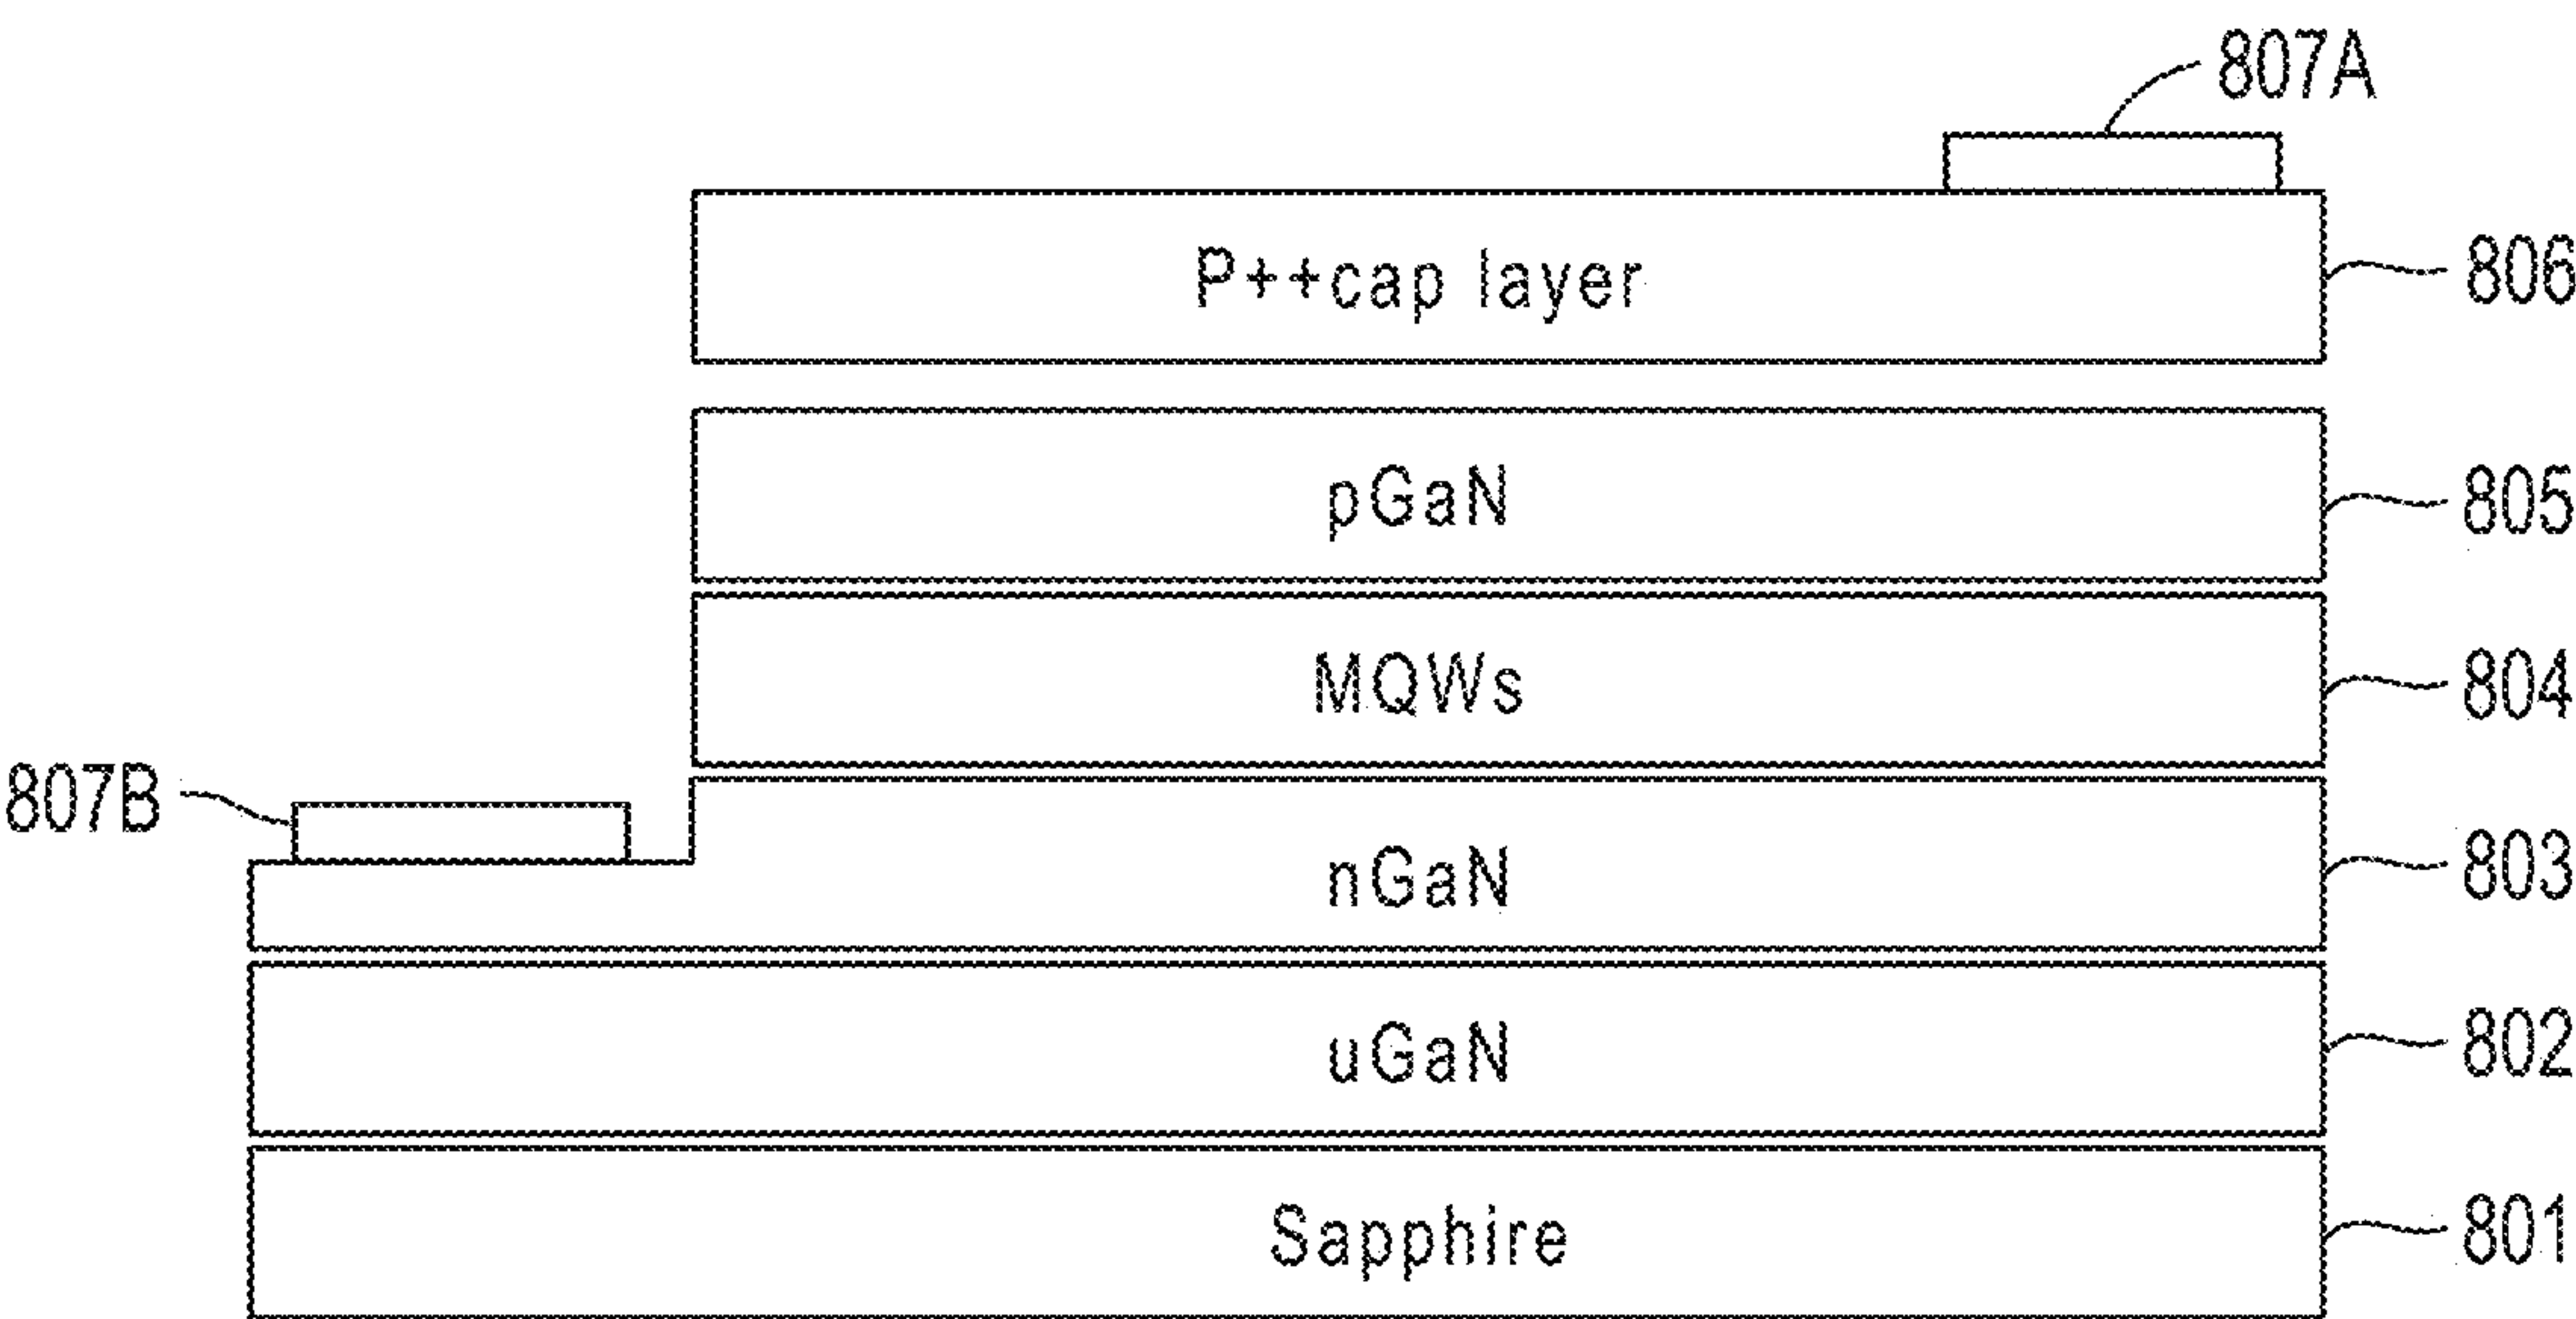 807A
P++cap layer
806
pGaN
805
MQWs
804
807B
nGaN
803
uGaN
802
Sapphire
801